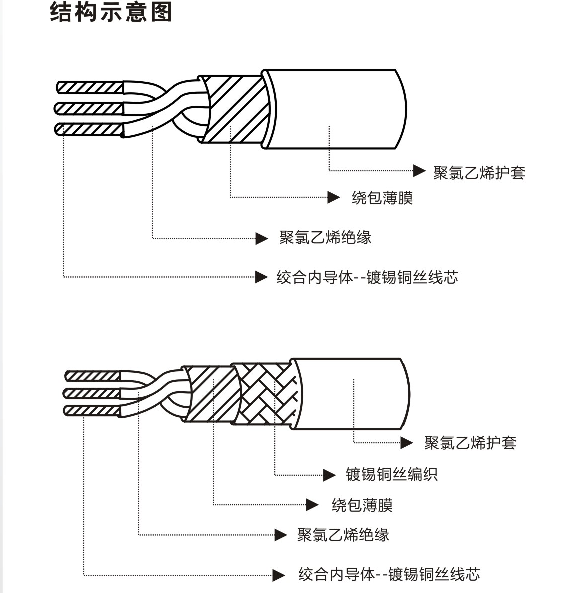 结构示意图
聚氯乙烯护套
绕包薄膜
聚氯乙烯绝缘
绞合内导体--镀锡铜丝线芯
聚氯乙烯护套
镀锡铜丝编织
绕包薄膜
聚氯乙烯绝缘
绞合内导体--镀锡铜丝线芯